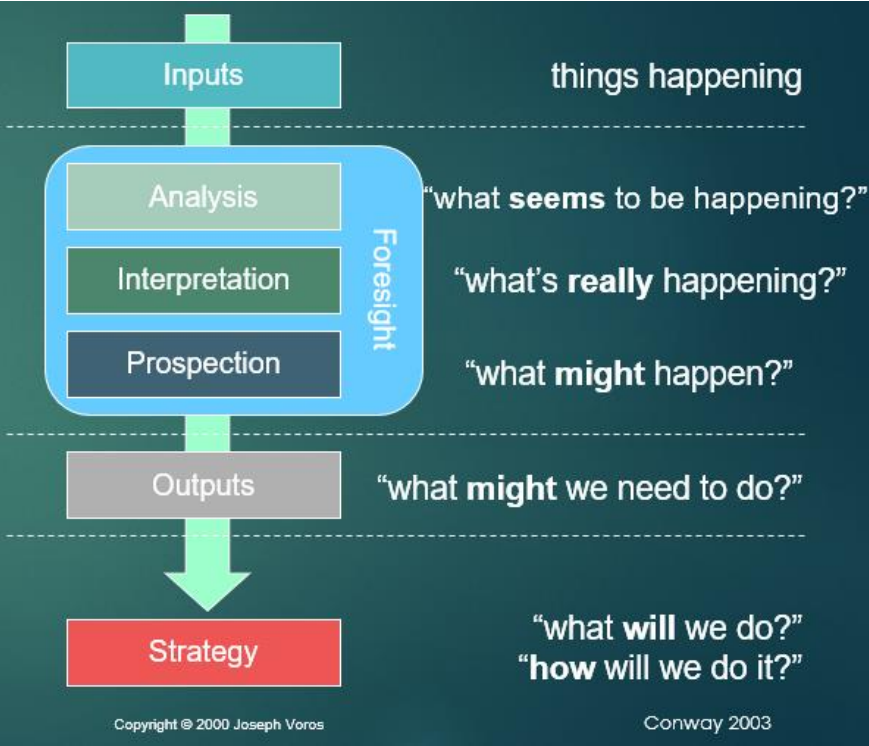 Inputs
things happening
Analysis
“what seems to be happening?”
Interpretation
“what’s really happening?”
Prospection
“what might happen?”
Foresight
Outputs
“what might we need to do?”
Strategy
“what will we do?”
“how will we do it?”
Copyright © 2000 Joseph Voros
Conway 2003